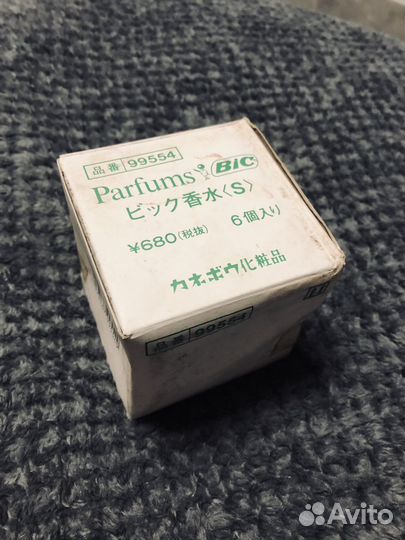 品番 99554
Parfums BIC
ビック香水〈S〉
¥680(税抜) 6個入り
カネボウ化粧品
品番 99554
Avito